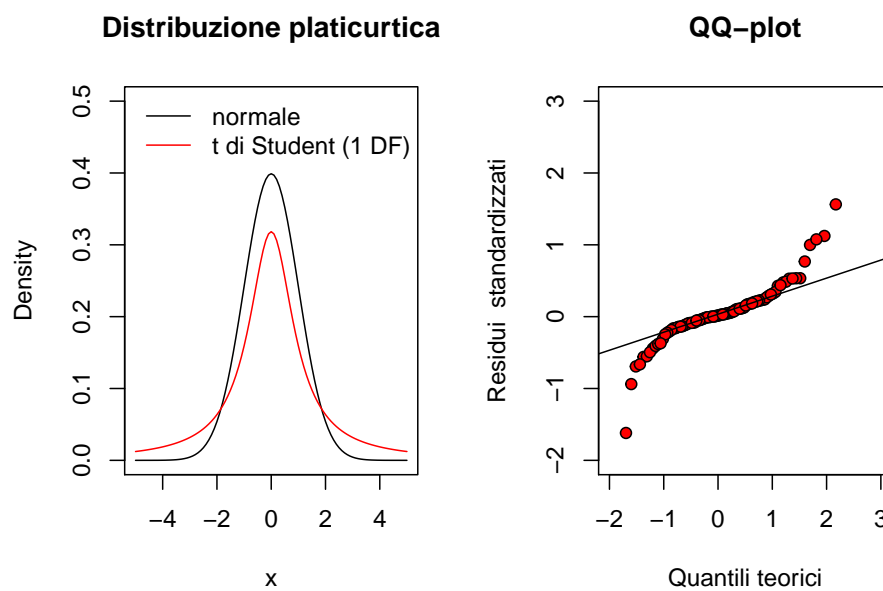 Distribuzione platicurtica
normale
t di Student (1 DF)
Density
0.0
0.1
0.2
0.3
0.4
0.5
−4
−2
0
2
4
x
QQ−plot
Residui standardizzati
−2
−1
0
1
2
3
−2
−1
0
1
2
3
Quantili teorici